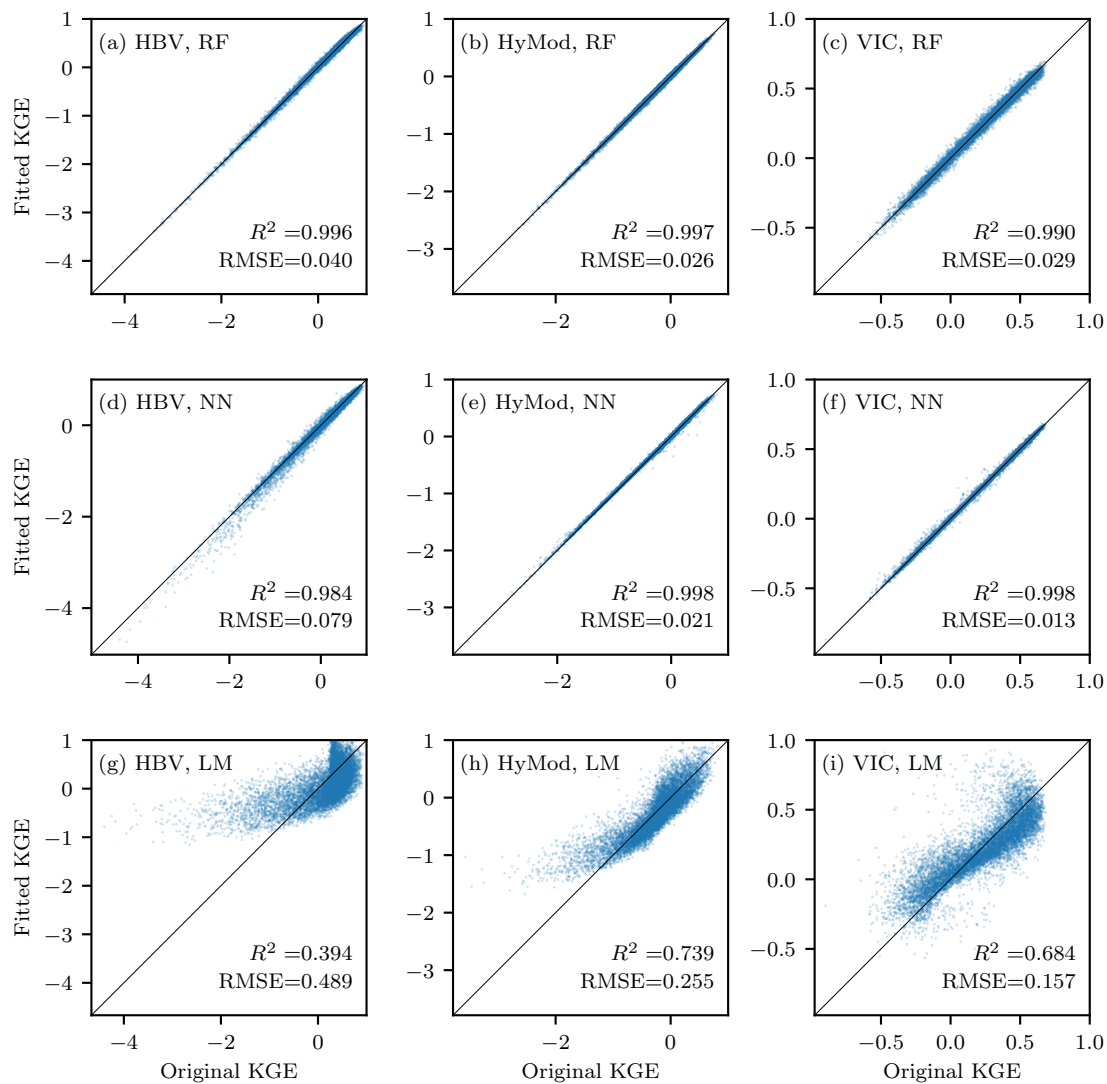 (a) HBV, RF
1
0
−1
−2
−3
−4
−4
−2
0
Fitted KGE
R² =0.996
RMSE=0.040
(b) HyMod, RF
1
0
−1
−2
−3
−2
0
R² =0.997
RMSE=0.026
(c) VIC, RF
1.0
0.5
0.0
−0.5
−0.5
0.0
0.5
1.0
R² =0.990
RMSE=0.029
(d) HBV, NN
0
−2
−4
−4
−2
0
Fitted KGE
R² =0.984
RMSE=0.079
(e) HyMod, NN
1
0
−1
−2
−3
−2
0
R² =0.998
RMSE=0.021
(f) VIC, NN
1.0
0.5
0.0
−0.5
−0.5
0.0
0.5
1.0
R² =0.998
RMSE=0.013
(g) HBV, LM
1
0
−1
−2
−3
−4
−4
−2
0
Fitted KGE
Original KGE
R² =0.394
RMSE=0.489
(h) HyMod, LM
1
0
−1
−2
−3
−2
0
Original KGE
R² =0.739
RMSE=0.255
(i) VIC, LM
1.0
0.5
0.0
−0.5
−0.5
0.0
0.5
1.0
Original KGE
R² =0.684
RMSE=0.157